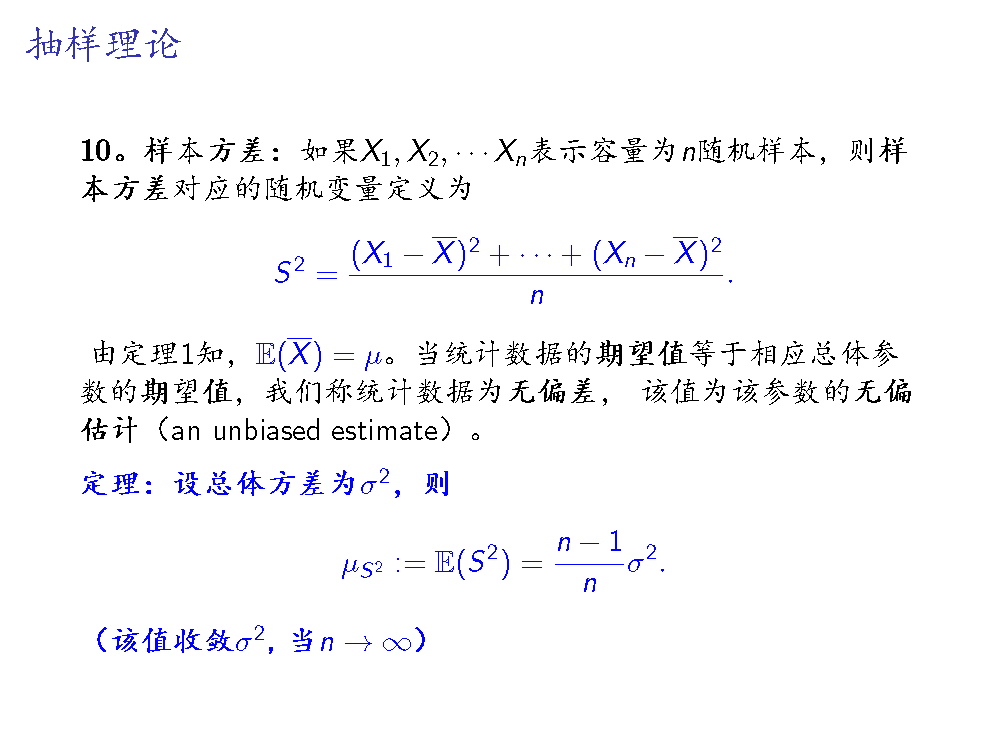 抽样理论
10。样本方差：如果X₁, X₂, ⋯ Xₙ表示容量为n随机样本，则样
本方差对应的随机变量定义为
S² = \frac{(X₁ − \overline{X})² + ⋯ + (Xₙ − \overline{X})²}{n}.
由定理1知，𝔼(\overline{X}) = μ。当统计数据的期望值等于相应总体参
数的期望值，我们称统计数据为无偏差， 该值为该参数的无偏
估计（an unbiased estimate）。
定理：设总体方差为σ²，则
μ_{S²} := 𝔼(S²) = \frac{n − 1}{n}σ².
（该值收敛σ², 当n → ∞）